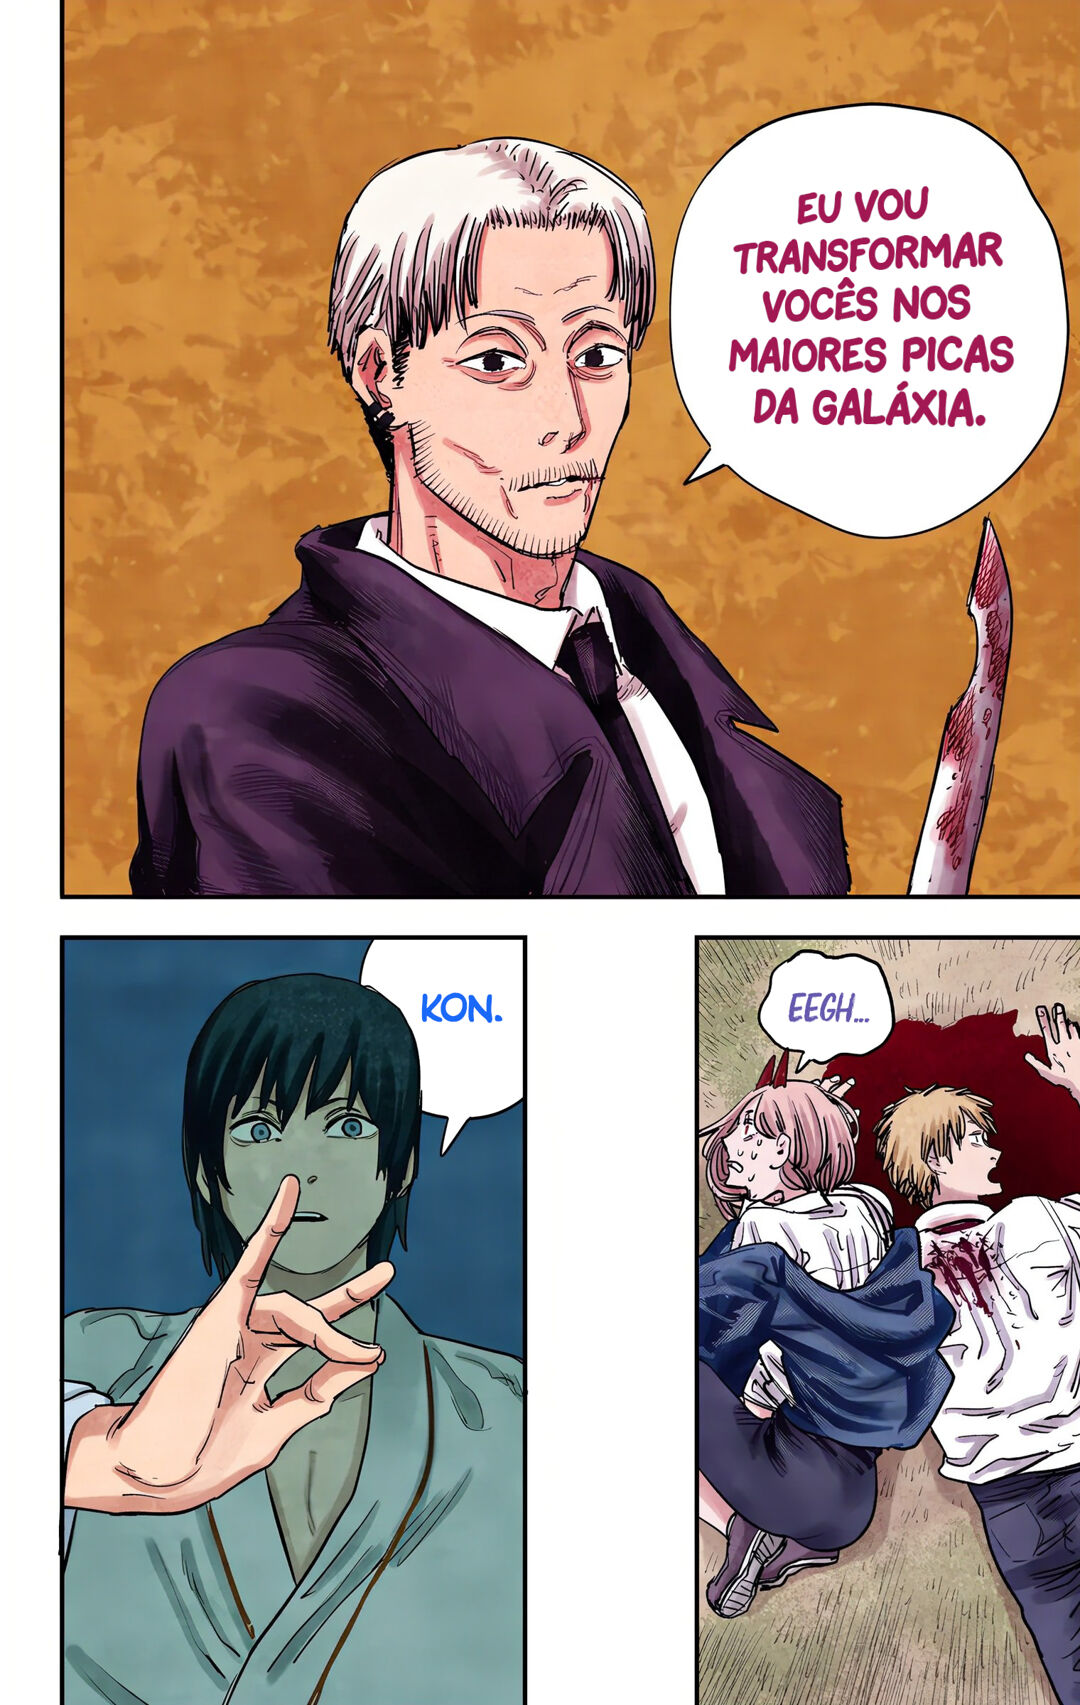 EU VOU
TRANSFORMAR
VOCÊS NOS
MAIORES PICAS
DA GALÁXIA.
KON.
EEGH...